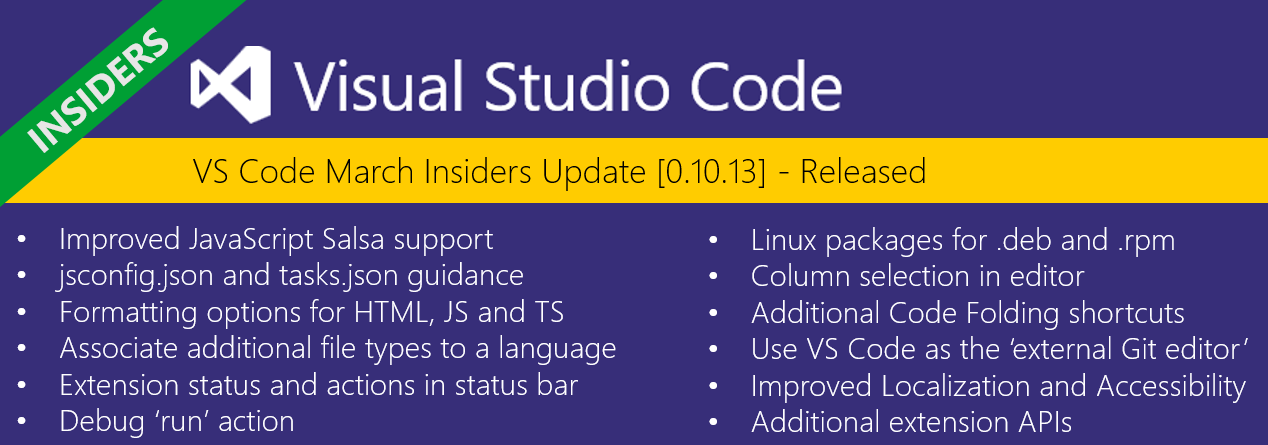 INSIDERS
Visual Studio Code
VS Code March Insiders Update [0.10.13] - Released
• Improved JavaScript Salsa support
• jsconfig.json and tasks.json guidance
• Formatting options for HTML, JS and TS
• Associate additional file types to a language
• Extension status and actions in status bar
• Debug ‘run’ action
• Linux packages for .deb and .rpm
• Column selection in editor
• Additional Code Folding shortcuts
• Use VS Code as the ‘external Git editor’
• Improved Localization and Accessibility
• Additional extension APIs